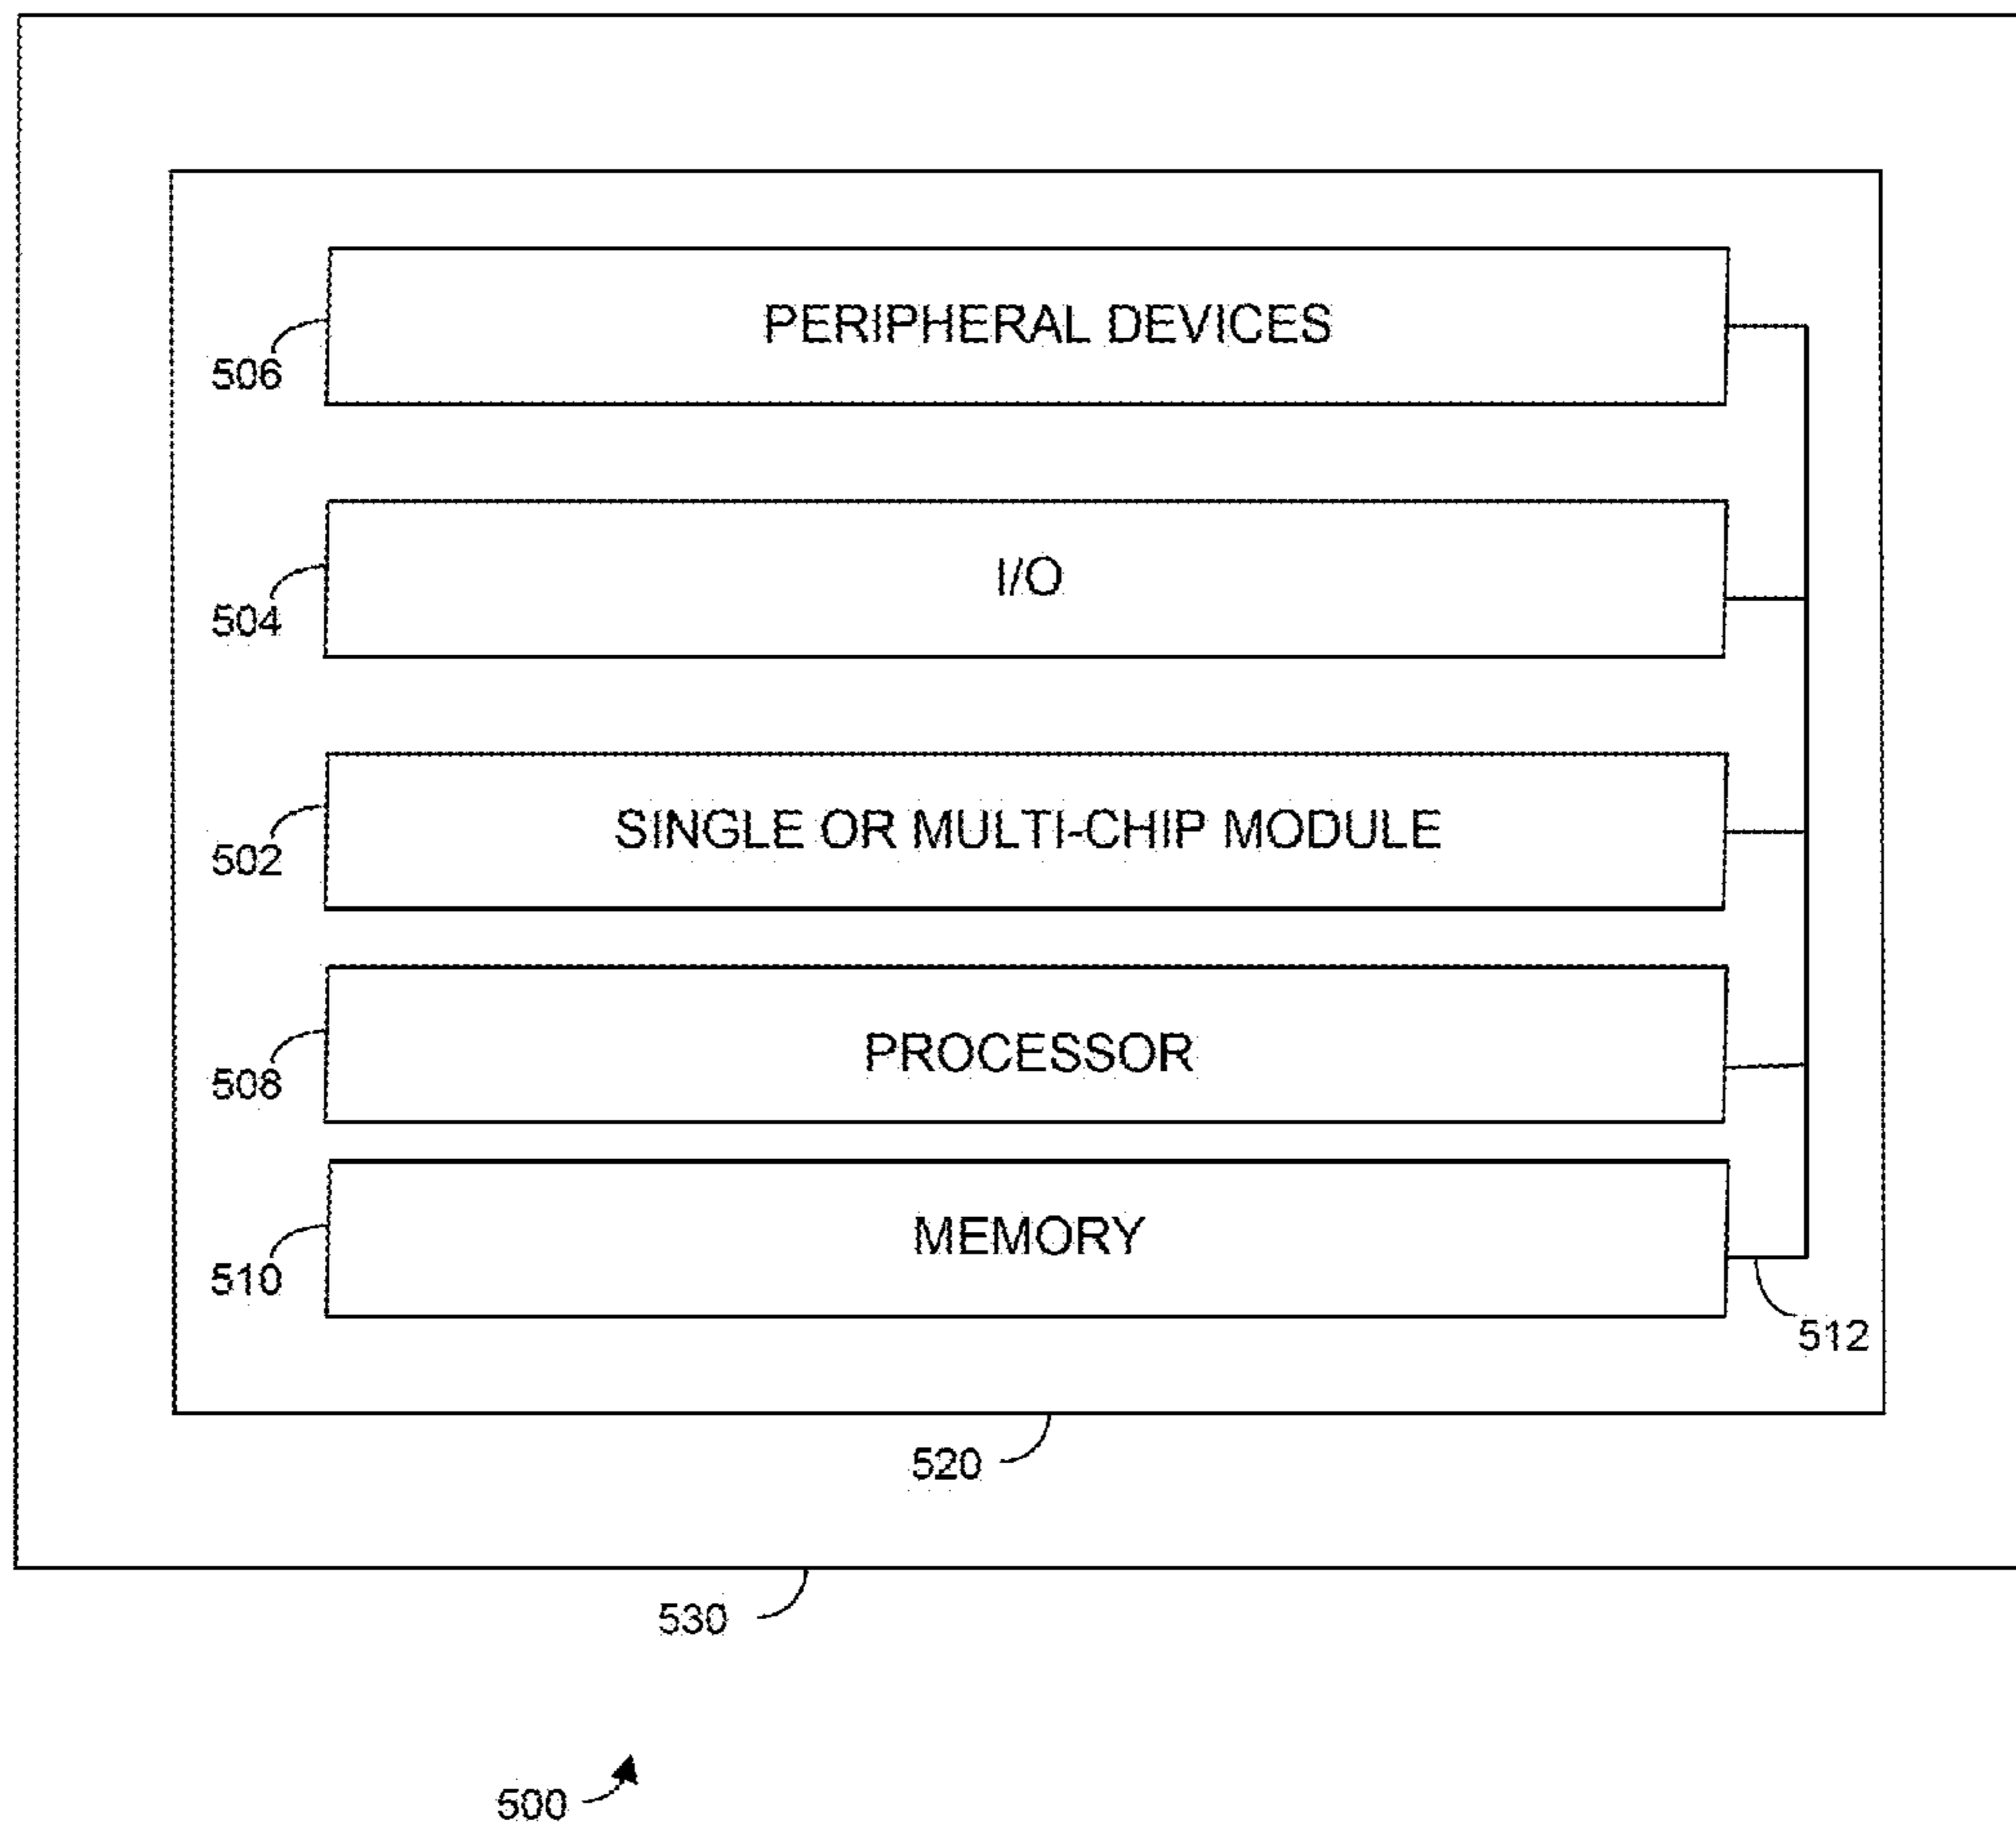 PERIPHERAL DEVICES
506
I/O
504
SINGLE OR MULTI-CHIP MODULE
502
PROCESSOR
508
MEMORY
510
512
520
530
500